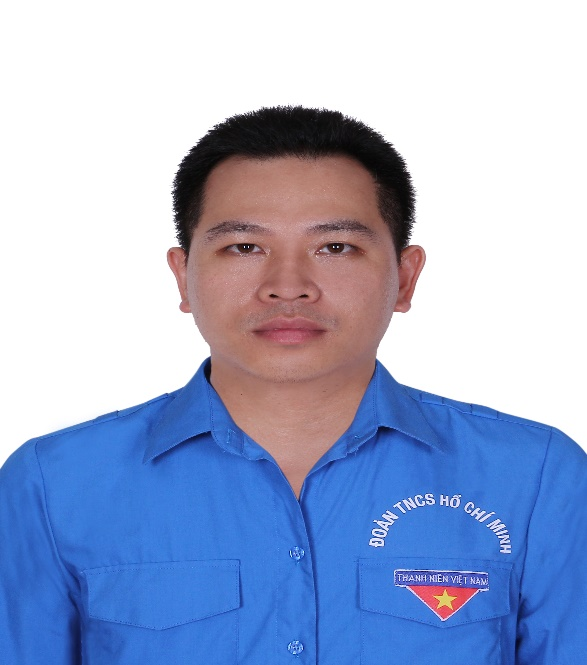 ĐOÀN TNCS HỒ CHÍ MINH
THANH NIÊN VIỆT NAM